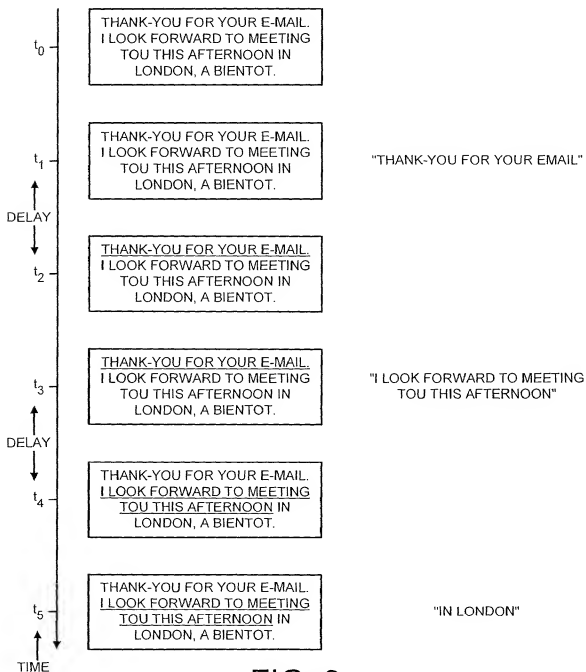 t0
THANK-YOU FOR YOUR E-MAIL.
I LOOK FORWARD TO MEETING
TOU THIS AFTERNOON IN
LONDON, A BIENTOT.
t1
THANK-YOU FOR YOUR E-MAIL.
I LOOK FORWARD TO MEETING
TOU THIS AFTERNOON IN
LONDON, A BIENTOT.
"THANK-YOU FOR YOUR EMAIL"
DELAY
t2
THANK-YOU FOR YOUR E-MAIL.
I LOOK FORWARD TO MEETING
TOU THIS AFTERNOON IN
LONDON, A BIENTOT.
t3
THANK-YOU FOR YOUR E-MAIL.
I LOOK FORWARD TO MEETING
TOU THIS AFTERNOON IN
LONDON, A BIENTOT.
"I LOOK FORWARD TO MEETING
TOU THIS AFTERNOON"
DELAY
t4
THANK-YOU FOR YOUR E-MAIL.
I LOOK FORWARD TO MEETING
TOU THIS AFTERNOON IN
LONDON, A BIENTOT.
t5
THANK-YOU FOR YOUR E-MAIL.
I LOOK FORWARD TO MEETING
TOU THIS AFTERNOON IN
LONDON, A BIENTOT.
"IN LONDON"
TIME